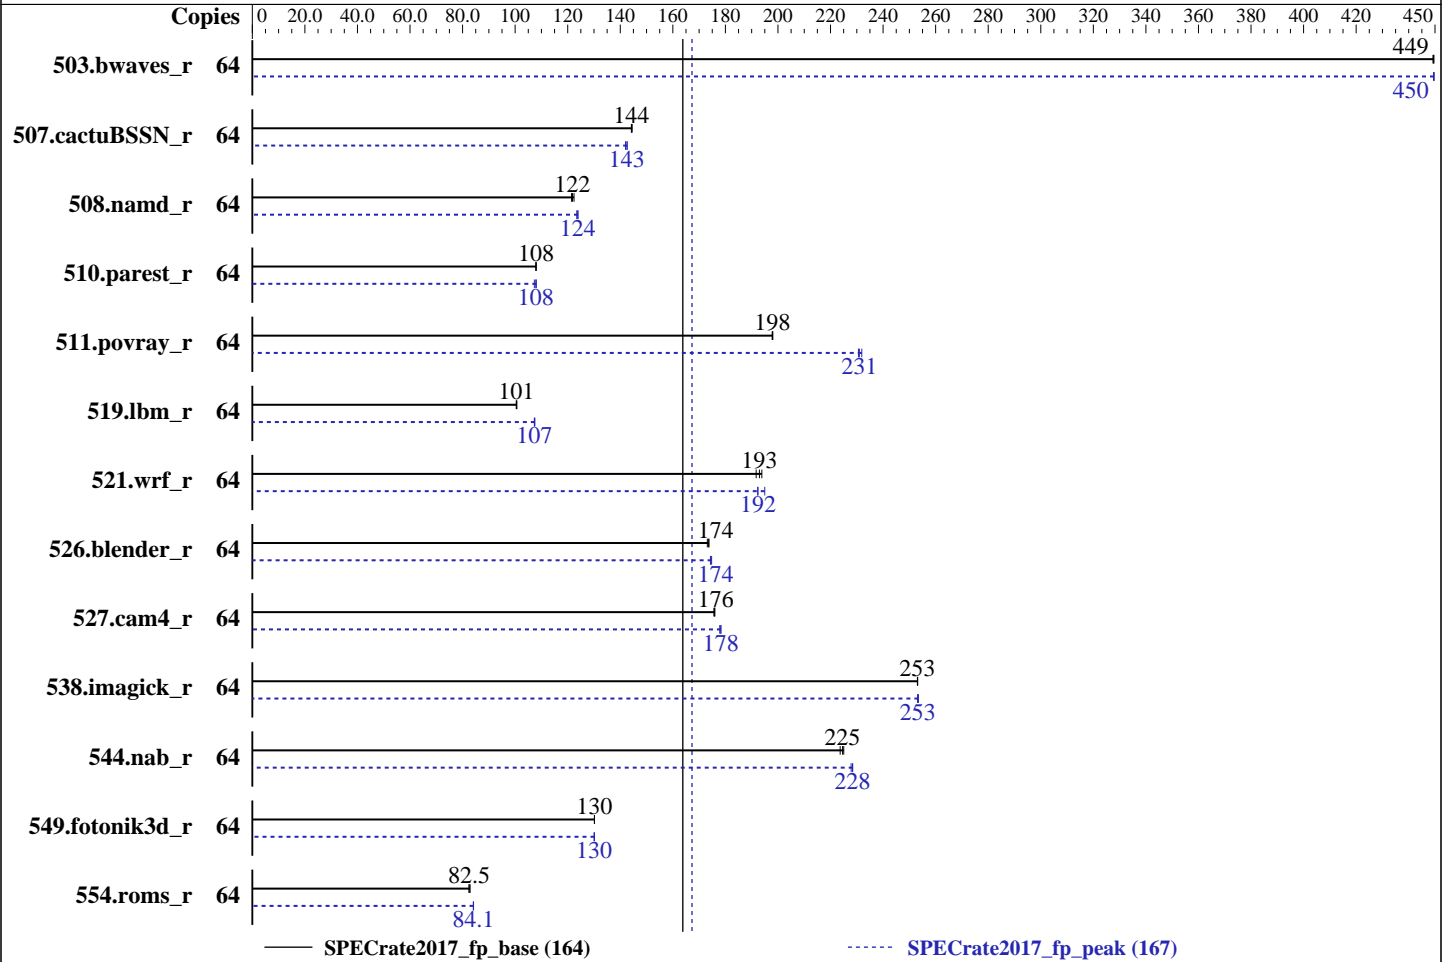 Copies 0 20.0 40.0 60.0 80.0 100 120 140 160 180 200 220 240 260 280 300 320 340 360 380 400 420 450
449
503.bwaves_r 64
450
144
507.cactuBSSN_r 64
143
122
508.namd_r 64
124
108
510.parest_r 64
108
198
511.povray_r 64
231
101
519.lbm_r 64
107
193
521.wrf_r 64
192
174
526.blender_r 64
174
176
527.cam4_r 64
178
253
538.imagick_r 64
253
225
544.nab_r 64
228
130
549.fotonik3d_r 64
130
82.5
554.roms_r 64
84.1
SPECrate2017_fp_base (164) SPECrate2017_fp_peak (167)